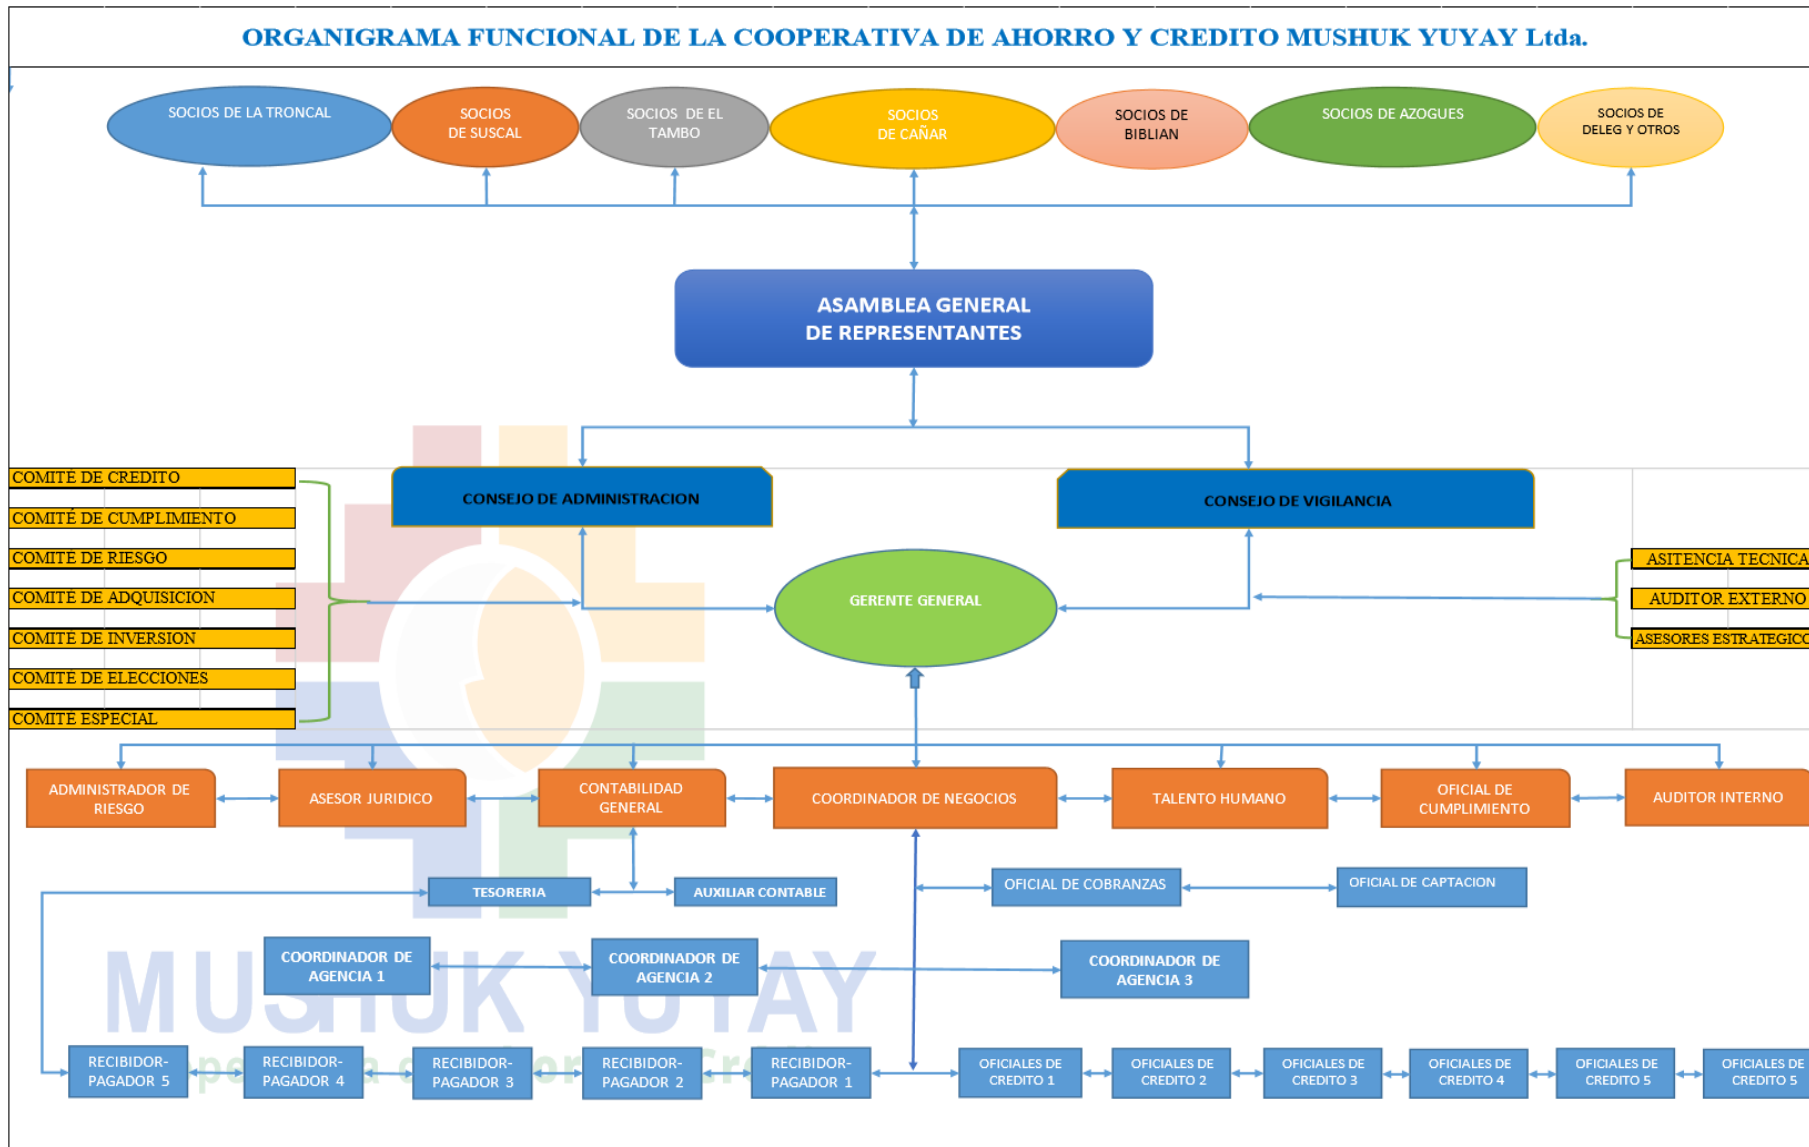 ORGANIGRAMA FUNCIONAL DE LA COOPERATIVA DE AHORRO Y CREDITO MUSHUK YUYAY Ltda.
SOCIOS DE LA TRONCAL
SOCIOS
DE SUSCAL
SOCIOS DE EL
TAMBO
SOCIOS
DE CAÑAR
SOCIOS DE
BIBLIAN
SOCIOS DE AZOGUES
SOCIOS DE
DELEG Y OTROS
ASAMBLEA GENERAL
DE REPRESENTANTES
CONSEJO DE ADMINISTRACION
CONSEJO DE VIGILANCIA
COMITÉ DE CREDITO
COMITÉ DE CUMPLIMIENTO
COMITÉ DE RIESGO
COMITÉ DE ADQUISICION
COMITÉ DE INVERSION
COMITÉ DE ELECCIONES
COMITÉ ESPECIAL
GERENTE GENERAL
ASITENCIA TECNICA
AUDITOR EXTERNO
ASESORES ESTRATEGICO
ADMINISTRADOR DE
RIESGO
ASESOR JURIDICO
CONTABILIDAD
GENERAL
COORDINADOR DE NEGOCIOS
TALENTO HUMANO
OFICIAL DE
CUMPLIMIENTO
AUDITOR INTERNO
TESORERIA
AUXILIAR CONTABLE
OFICIAL DE COBRANZAS
OFICIAL DE CAPTACION
COORDINADOR DE
AGENCIA 1
COORDINADOR DE
AGENCIA 2
COORDINADOR DE
AGENCIA 3
MUSHUK YUYAY
RECIBIDOR-
PAGADOR 5
RECIBIDOR-
PAGADOR 4
RECIBIDOR-
PAGADOR 3
RECIBIDOR-
PAGADOR 2
RECIBIDOR-
PAGADOR 1
OFICIALES DE
CREDITO 1
OFICIALES DE
CREDITO 2
OFICIALES DE
CREDITO 3
OFICIALES DE
CREDITO 4
OFICIALES DE
CREDITO 5
OFICIALES DE
CREDITO 5